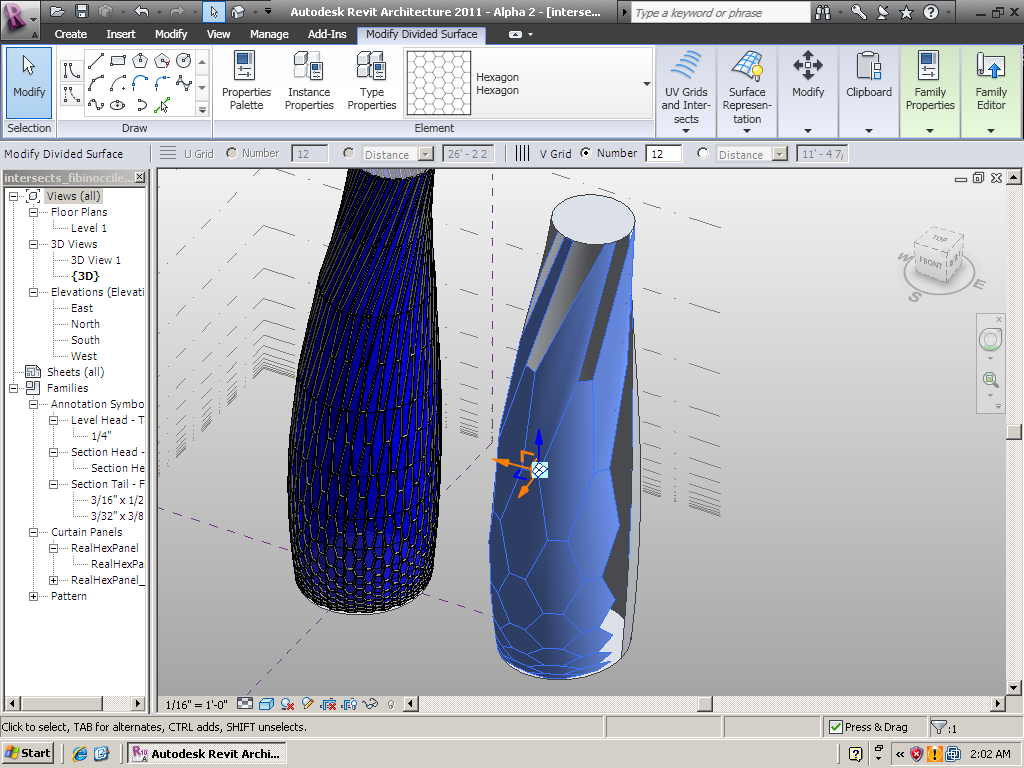 Autodesk Revit Architecture 2011 - Alpha 2 - [interse...
Type a keyword or phrase
Create Insert Modify View Manage Add-Ins Modify Divided Surface
Modify
Selection
Draw
Properties Palette
Instance Properties
Type Properties
Hexagon
Hexagon
Element
UV Grids and Inter-sects
Surface Represen-tation
Modify
Clipboard
Family Properties
Family Editor
Modify Divided Surface
U Grid Number 12 Distance 26' - 2 2
V Grid Number 12 Distance 11' - 4 7/
intersects_fibinoccile...
Views (all)
Floor Plans
Level 1
3D Views
3D View 1
{3D}
Elevations (Elevati
East
North
South
West
Sheets (all)
Families
Annotation Symbo
Level Head - T
1/4"
Section Head -
Section He
Section Tail - F
3/16" x 1/2
3/32" x 3/8
Curtain Panels
RealHexPanel
RealHexPa
RealHexPanel_
Pattern
TOP
FRONT
W
S
E
1/16" = 1'-0"
Click to select, TAB for alternates, CTRL adds, SHIFT unselects.
Press & Drag
:1
Start
Autodesk Revit Archi...
2:02 AM